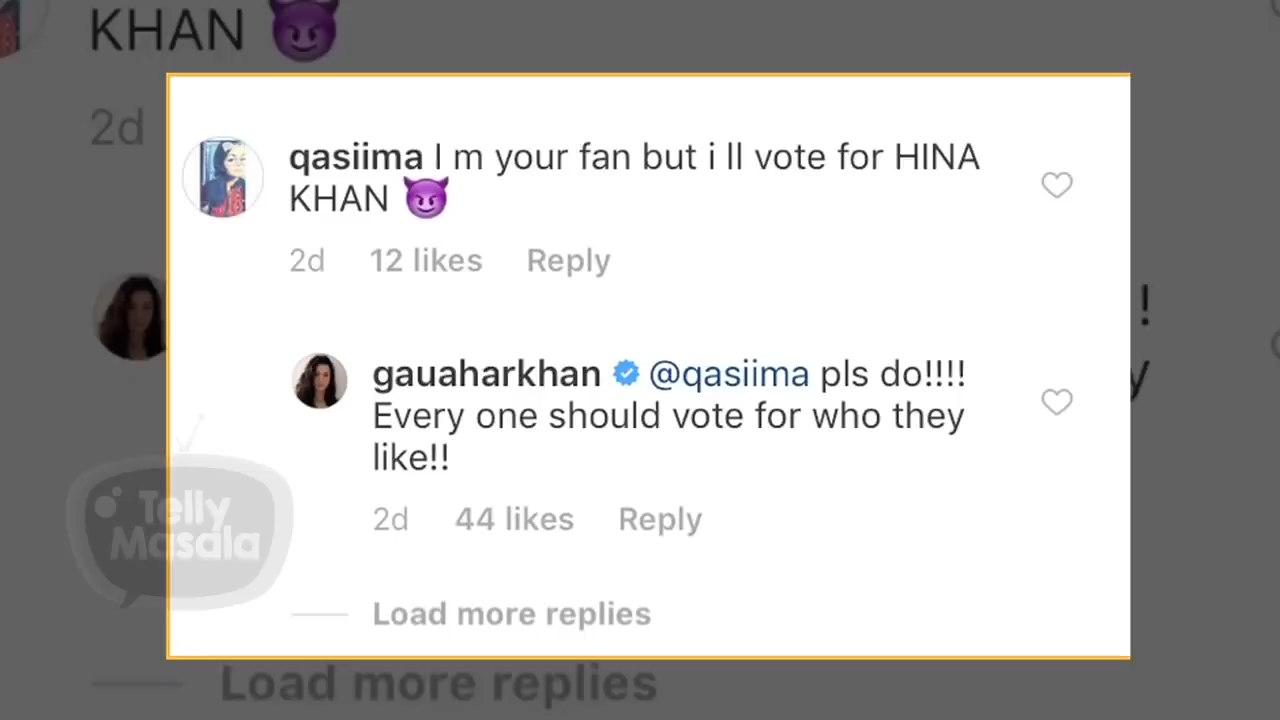 KHAN 😈
2d
qasiima I m your fan but i ll vote for HINA
KHAN 😈
2d 12 likes Reply
!
gauaharkhan @qasiima pls do!!!!
Every one should vote for who they
like!!
y
2d 44 likes Reply
Telly
Masala
Load more replies
Load more replies